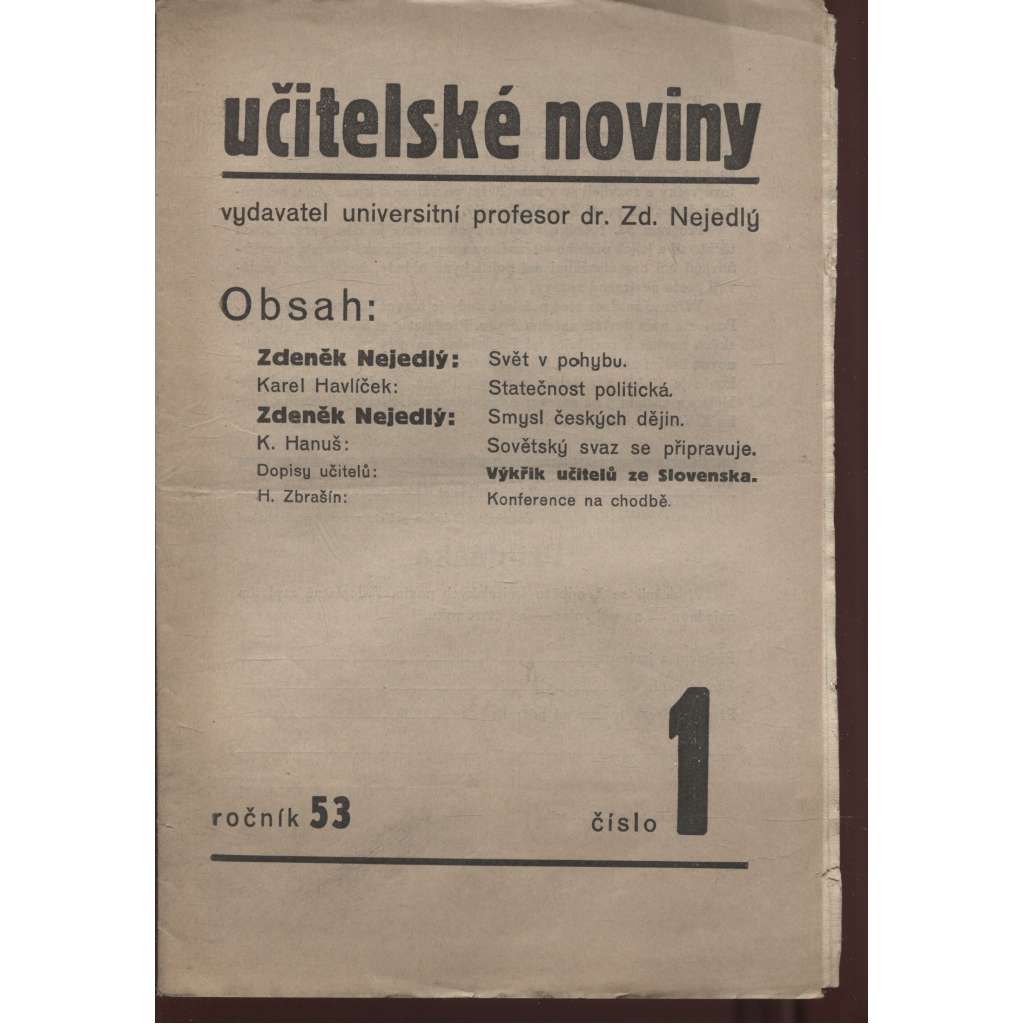 učitelské noviny
vydavatel universitní profesor dr. Zd. Nejedlý
Obsah:
Zdeněk Nejedlý: Svět v pohybu.
Karel Havlíček: Statečnost politická.
Zdeněk Nejedlý: Smysl českých dějin.
K. Hanuš: Sovětský svaz se připravuje.
Dopisy učitelů: Výkřik učitelů ze Slovenska.
H. Zbrašín: Konference na chodbě.
ročník 53 číslo 1